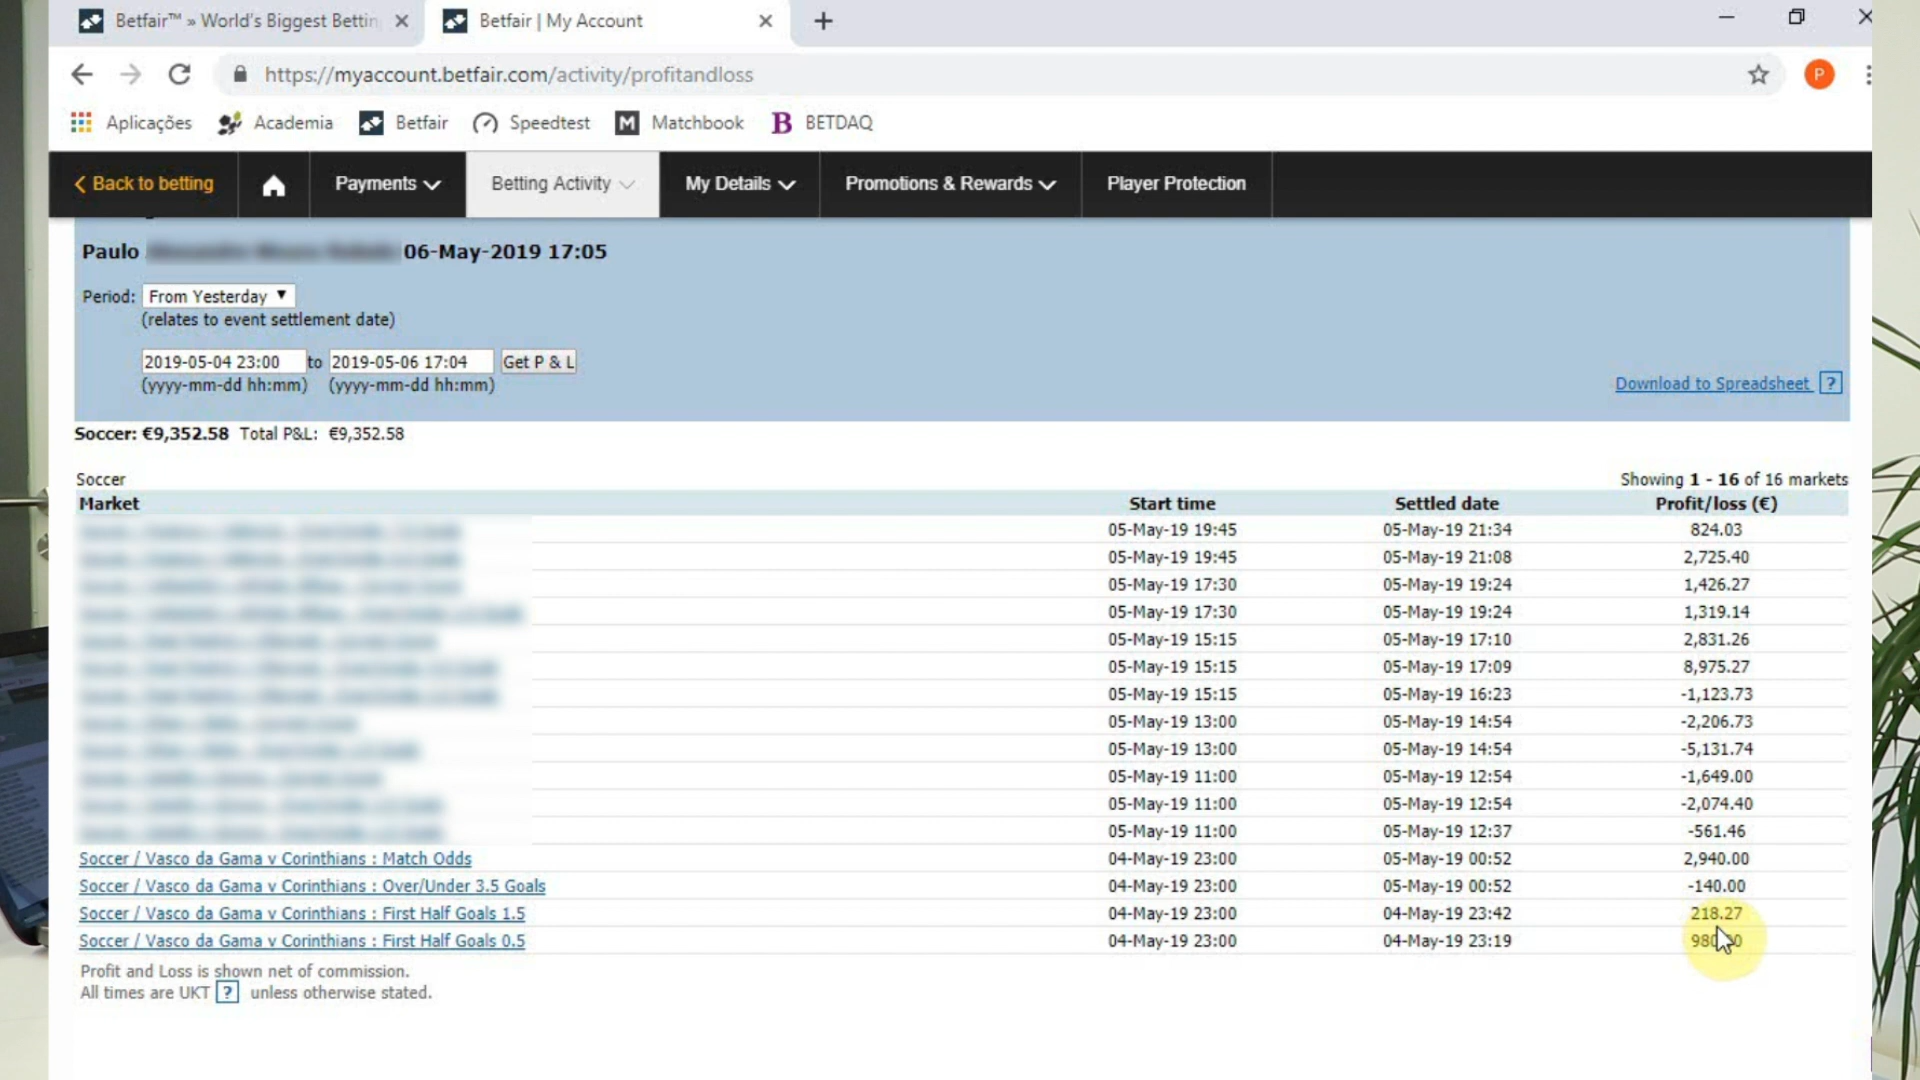 Betfair™ » World's Biggest Bettin
Betfair | My Account
https://myaccount.betfair.com/activity/profitandloss
P
Aplicações Academia Betfair Speedtest M Matchbook B BETDAQ
Back to betting Payments Betting Activity My Details Promotions & Rewards Player Protection
Paulo 06-May-2019 17:05
Period: From Yesterday
(relates to event settlement date)
2019-05-04 23:00 to 2019-05-06 17:04 Get P & L
(yyyy-mm-dd hh:mm) (yyyy-mm-dd hh:mm)
Download to Spreadsheet ?
Soccer: €9,352.58 Total P&L: €9,352.58
Soccer Showing 1 - 16 of 16 markets
Market Start time Settled date Profit/loss (€)
05-May-19 19:45 05-May-19 21:34 824.03
05-May-19 19:45 05-May-19 21:08 2,725.40
05-May-19 17:30 05-May-19 19:24 1,426.27
05-May-19 17:30 05-May-19 19:24 1,319.14
05-May-19 15:15 05-May-19 17:10 2,831.26
05-May-19 15:15 05-May-19 17:09 8,975.27
05-May-19 15:15 05-May-19 16:23 -1,123.73
05-May-19 13:00 05-May-19 14:54 -2,206.73
05-May-19 13:00 05-May-19 14:54 -5,131.74
05-May-19 11:00 05-May-19 12:54 -1,649.00
05-May-19 11:00 05-May-19 12:54 -2,074.40
05-May-19 11:00 05-May-19 12:37 -561.46
Soccer / Vasco da Gama v Corinthians : Match Odds 04-May-19 23:00 05-May-19 00:52 2,940.00
Soccer / Vasco da Gama v Corinthians : Over/Under 3.5 Goals 04-May-19 23:00 05-May-19 00:52 -140.00
Soccer / Vasco da Gama v Corinthians : First Half Goals 1.5 04-May-19 23:00 04-May-19 23:42 218.27
Soccer / Vasco da Gama v Corinthians : First Half Goals 0.5 04-May-19 23:00 04-May-19 23:19
Profit and Loss is shown net of commission.
All times are UKT ? unless otherwise stated.